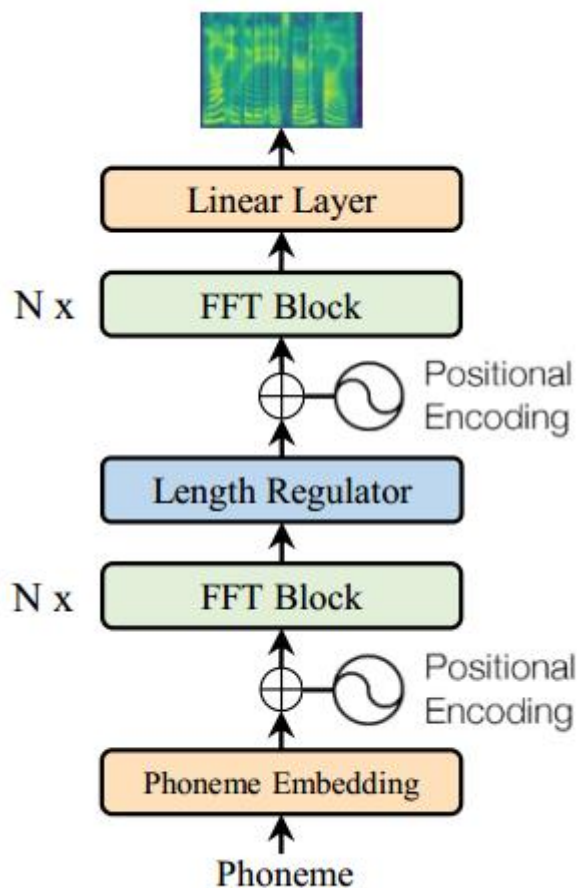 Linear Layer
N x
FFT Block
Positional
Encoding
Length Regulator
N x
FFT Block
Positional
Encoding
Phoneme Embedding
Phoneme